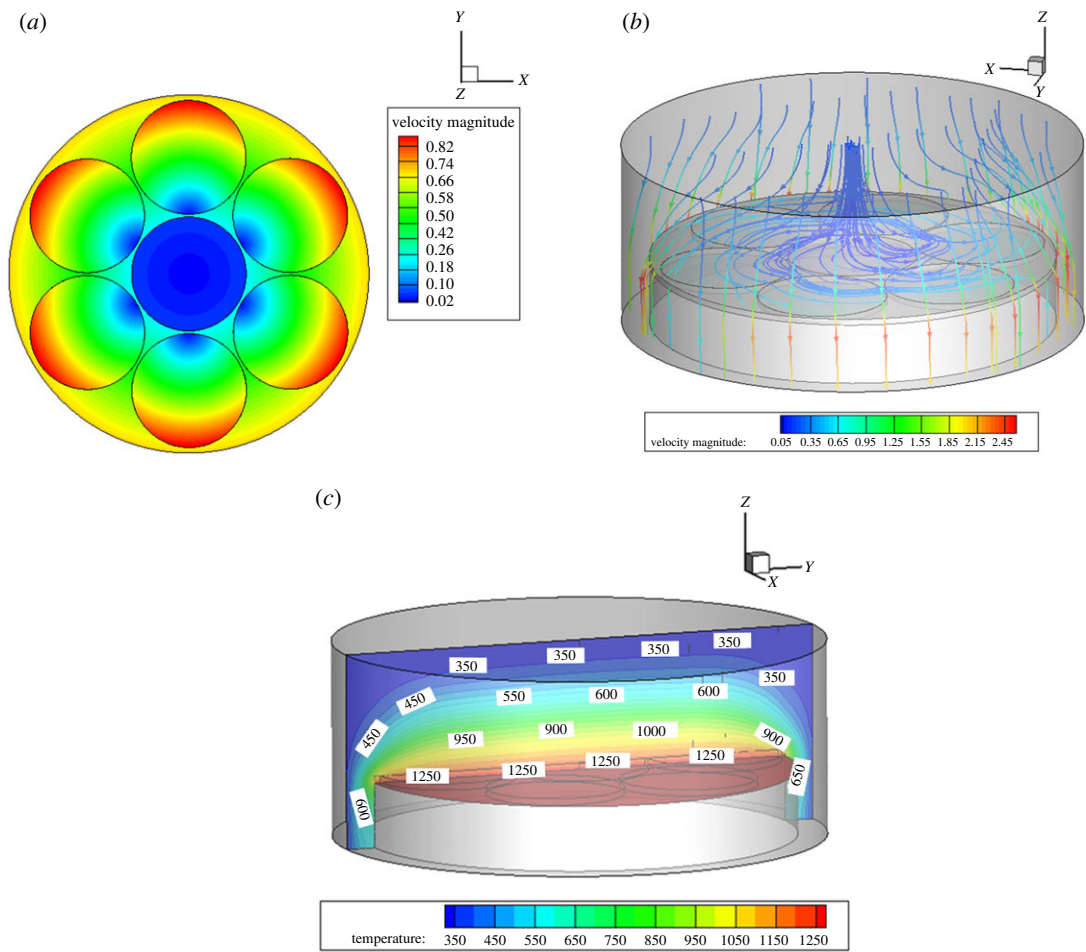 (a)
Y
X
Z
velocity magnitude
0.82
0.74
0.66
0.58
0.50
0.42
0.26
0.18
0.10
0.02
(b)
Z
X
Y
velocity magnitude: 0.05 0.35 0.65 0.95 1.25 1.55 1.85 2.15 2.45
(c)
Z
Y
X
350 350 350 350
350
450 550 600 600
450 950 900 1000 900
1250 1250 1250 1250
600 650
temperature: 350 450 550 650 750 850 950 1050 1150 1250